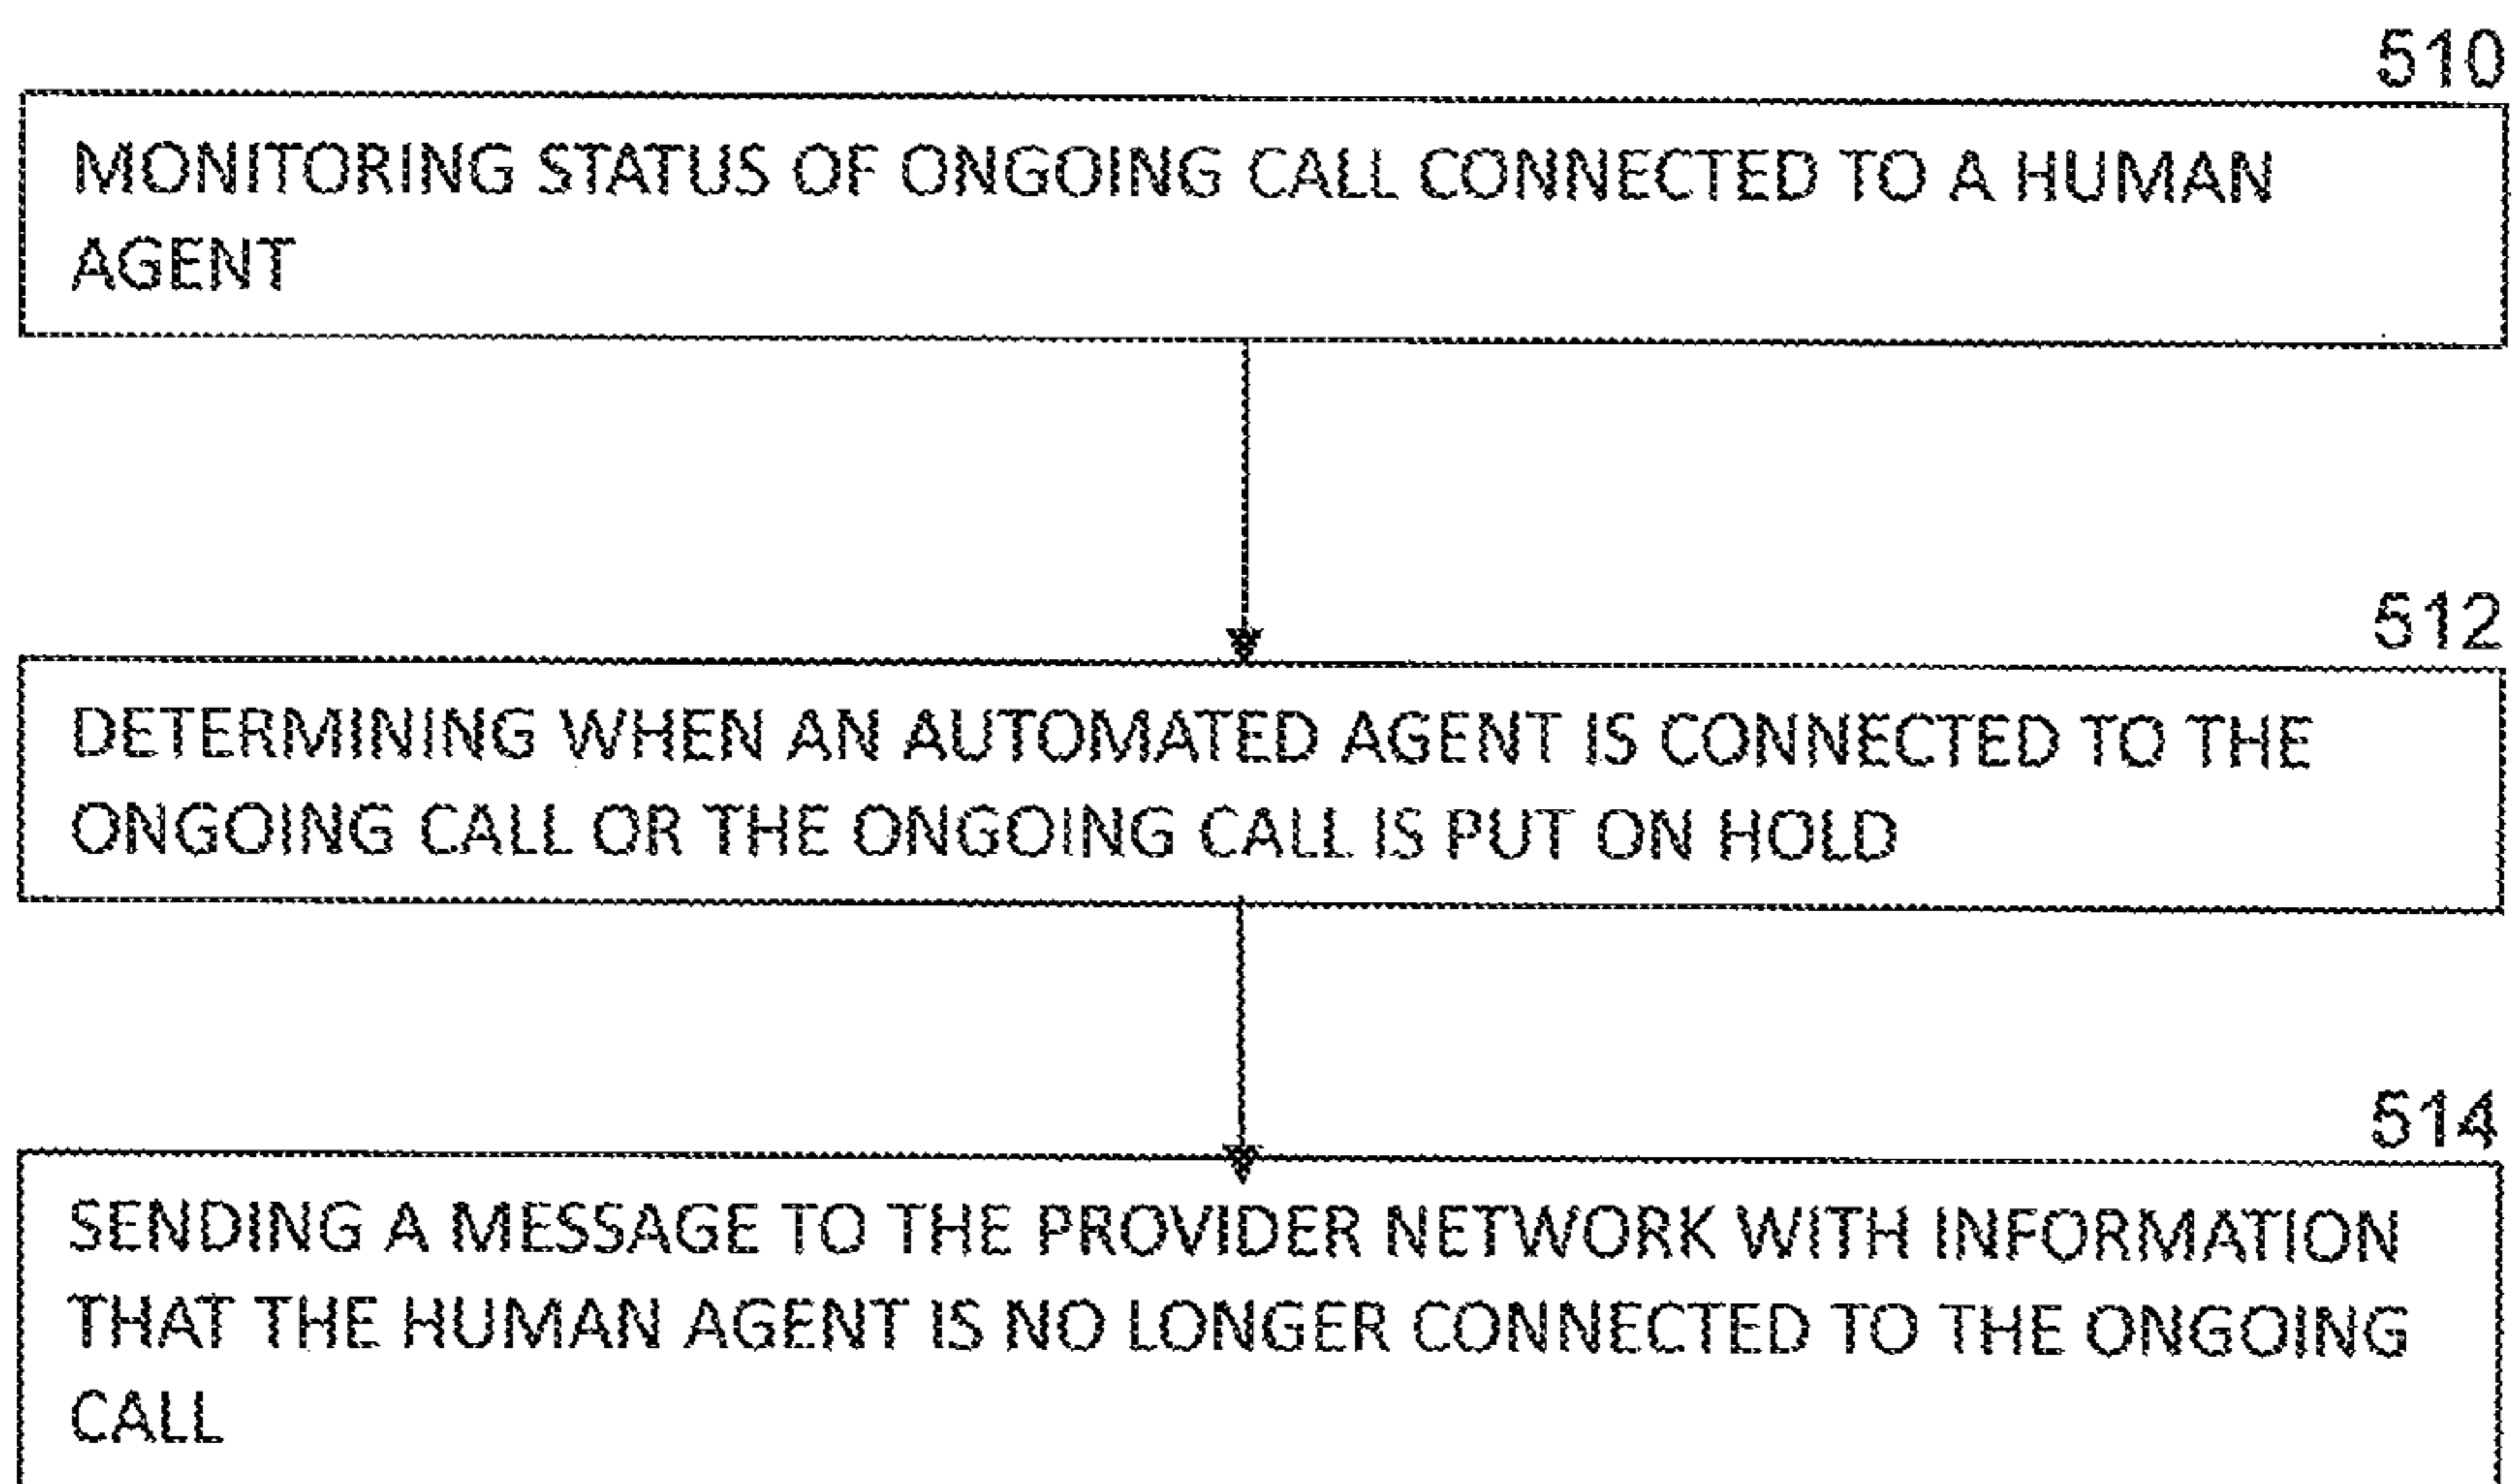 510
MONITORING STATUS OF ONGOING CALL CONNECTED TO A HUMAN
AGENT
512
DETERMINING WHEN AN AUTOMATED AGENT IS CONNECTED TO THE
ONGOING CALL OR THE ONGOING CALL IS PUT ON HOLD
514
SENDING A MESSAGE TO THE PROVIDER NETWORK WITH INFORMATION
THAT THE HUMAN AGENT IS NO LONGER CONNECTED TO THE ONGOING
CALL